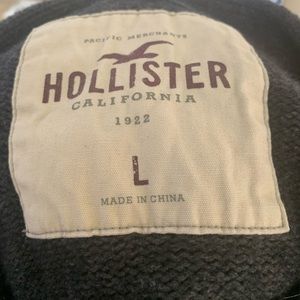 PACIFIC MERCHANTS
HOLLISTER
CALIFORNIA
1922
L
MADE IN CHINA